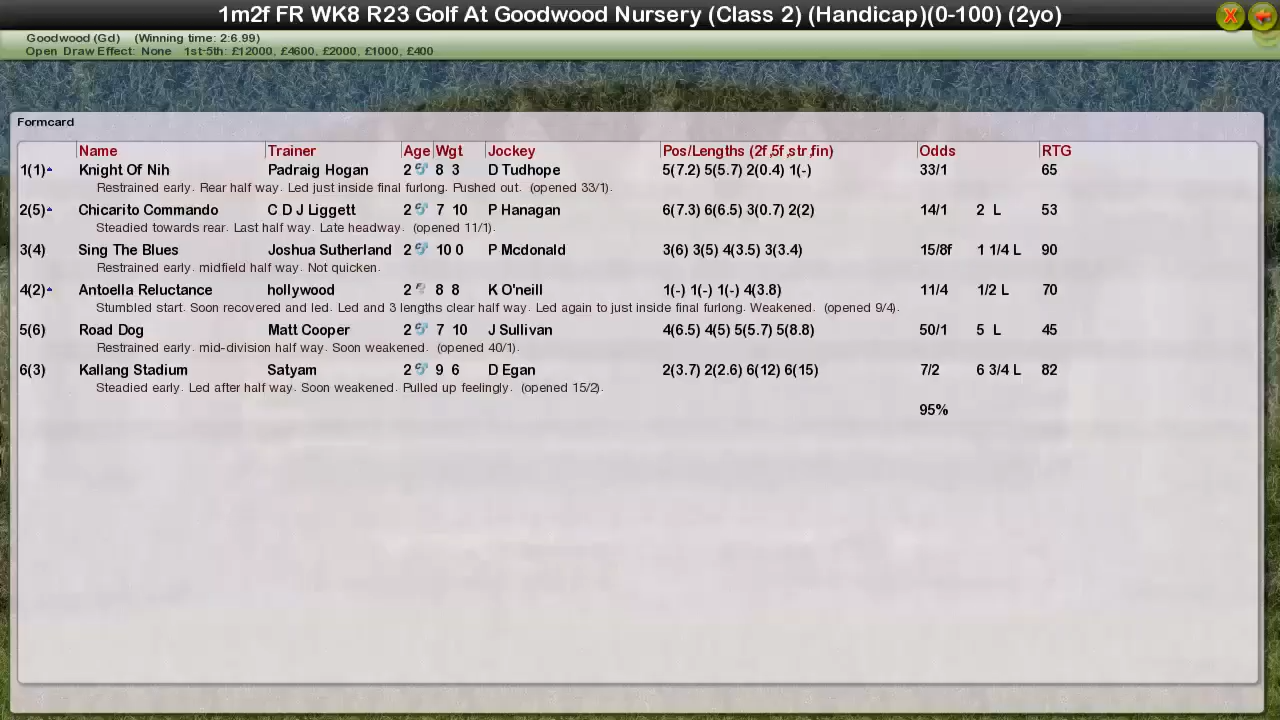 1m2f FR WK8 R23 Golf At Goodwood Nursery (Class 2) (Handicap)(0-100) (2yo)
X
Goodwood (Gd) (Winning time: 2:6.99)
Open Draw Effect: None 1st-5th: £12000, £4600, £2000, £1000, £400
Formcard
Name Trainer Age Wgt Jockey Pos/Lengths (2f,5f,str,fin) Odds RTG
1(1) Knight Of Nih Padraig Hogan 2 8 3 D Tudhope 5(7.2) 5(5.7) 2(0.4) 1(-) 33/1 65
Restrained early. Rear half way. Led just inside final furlong. Pushed out. (opened 33/1).
2(5) Chicarito Commando C D J Liggett 2 7 10 P Hanagan 6(7.3) 6(6.5) 3(0.7) 2(2) 14/1 2 L 53
Steadied towards rear. Last half way. Late headway. (opened 11/1).
3(4) Sing The Blues Joshua Sutherland 2 10 0 P Mcdonald 3(6) 3(5) 4(3.5) 3(3.4) 15/8f 1 1/4 L 90
Restrained early. midfield half way. Not quicken.
4(2) Antoella Reluctance hollywood 2 8 8 K O'neill 1(-) 1(-) 1(-) 4(3.8) 11/4 1/2 L 70
Stumbled start. Soon recovered and led. Led and 3 lengths clear half way. Led again to just inside final furlong. Weakened. (opened 9/4).
5(6) Road Dog Matt Cooper 2 7 10 J Sullivan 4(6.5) 4(5) 5(5.7) 5(8.8) 50/1 5 L 45
Restrained early. mid-division half way. Soon weakened. (opened 40/1).
6(3) Kallang Stadium Satyam 2 9 6 D Egan 2(3.7) 2(2.6) 6(12) 6(15) 7/2 6 3/4 L 82
Steadied early. Led after half way. Soon weakened. Pulled up feelingly. (opened 15/2).
95%